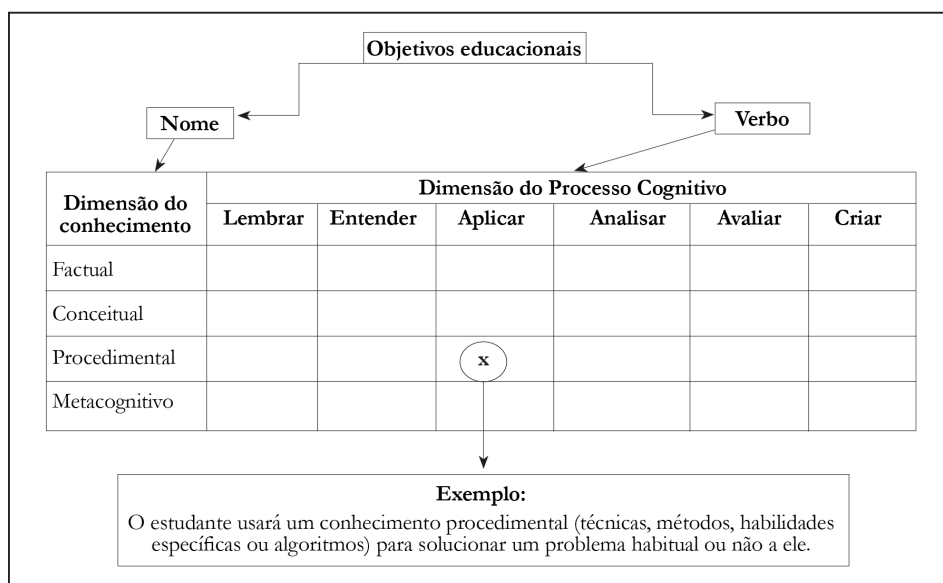 Objetivos educacionais
Nome
Verbo
Dimensão do
conhecimento
Dimensão do Processo Cognitivo
Lembrar Entender Aplicar Analisar Avaliar Criar
Factual
Conceitual
Procedimental x
Metacognitivo
Exemplo:
O estudante usará um conhecimento procedimental (técnicas, métodos, habilidades
específicas ou algoritmos) para solucionar um problema habitual ou não a ele.